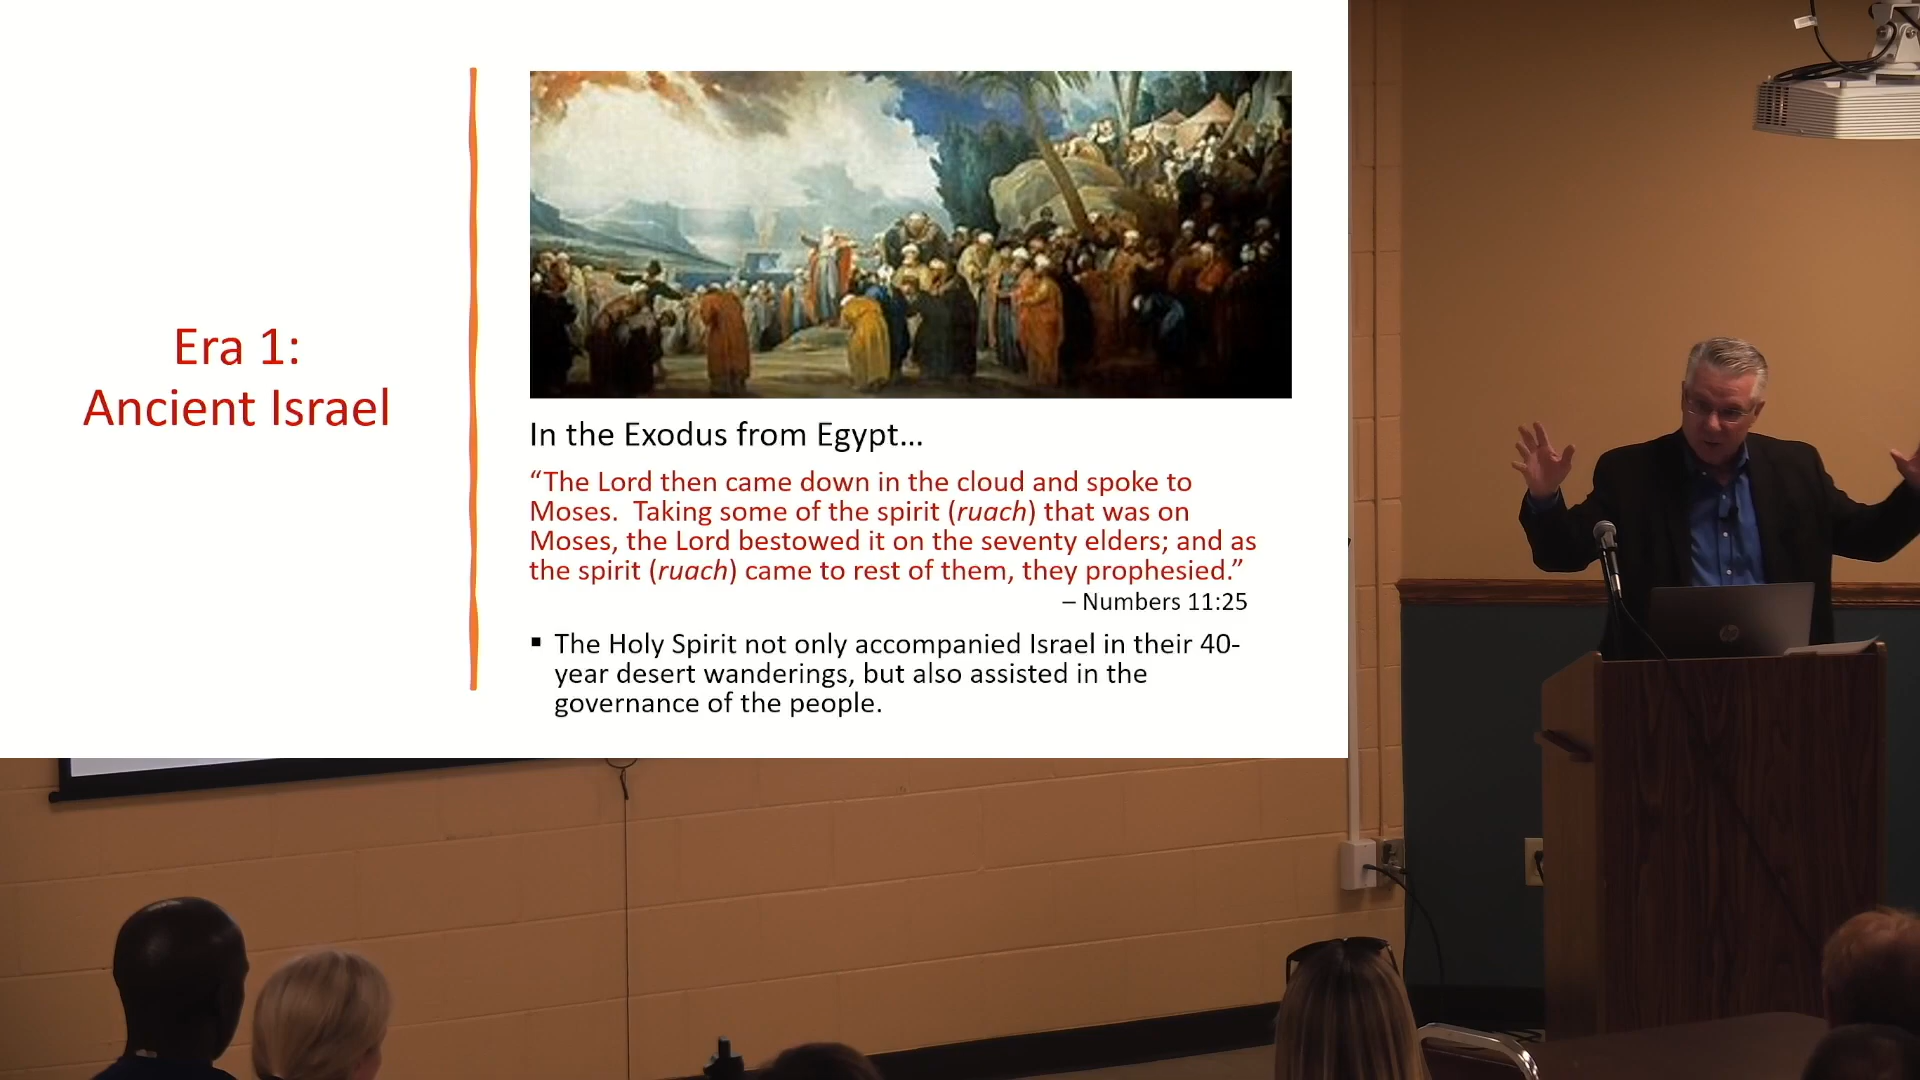 Era 1:
Ancient Israel
In the Exodus from Egypt...
“The Lord then came down in the cloud and spoke to
Moses.  Taking some of the spirit (ruach) that was on
Moses, the Lord bestowed it on the seventy elders; and as
the spirit (ruach) came to rest of them, they prophesied.”
– Numbers 11:25
▪ The Holy Spirit not only accompanied Israel in their 40-
year desert wanderings, but also assisted in the
governance of the people.
hp